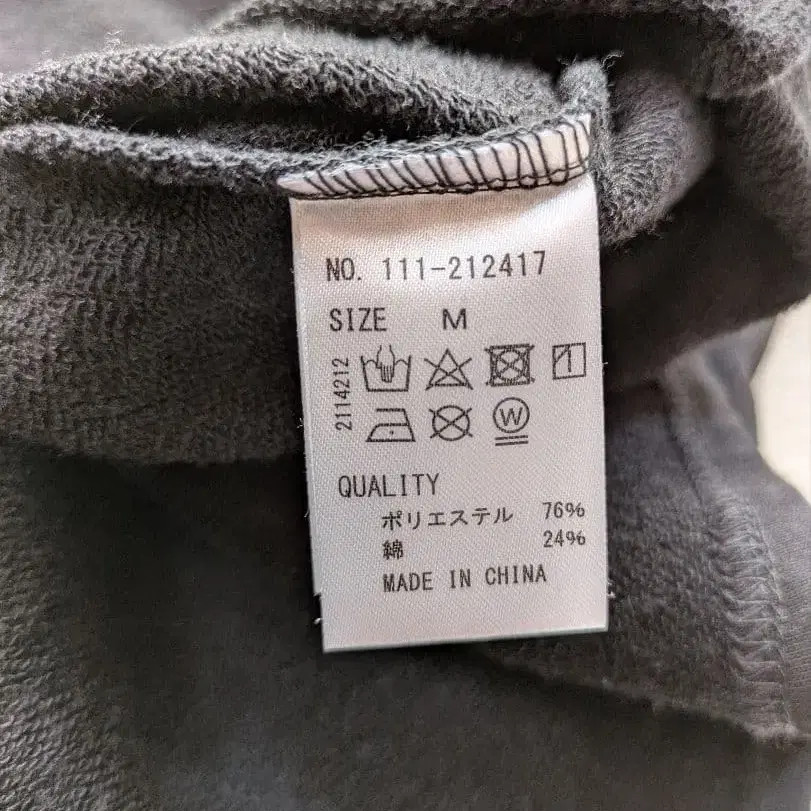 NO. 111-212417
SIZE M
2114212
W
QUALITY
ポリエステル 76%
綿 24%
MADE IN CHINA